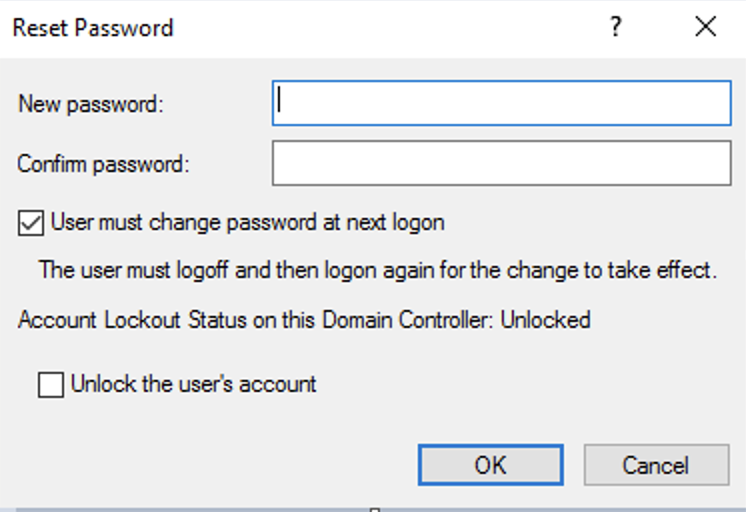 Reset Password
?
New password:
Confirm password:
User must change password at next logon
The user must logoff and then logon again for the change to take effect.
Account Lockout Status on this Domain Controller: Unlocked
Unlock the user's account
OK
Cancel